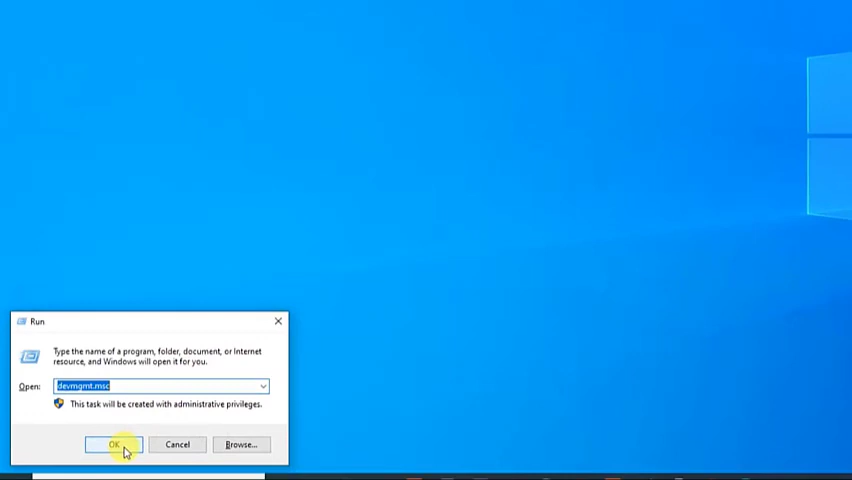 Run
Type the name of a program, folder, document, or Internet
resource, and Windows will open it for you.
Open: devmgmt.msc
This task will be created with administrative privileges.
OK Cancel Browse...